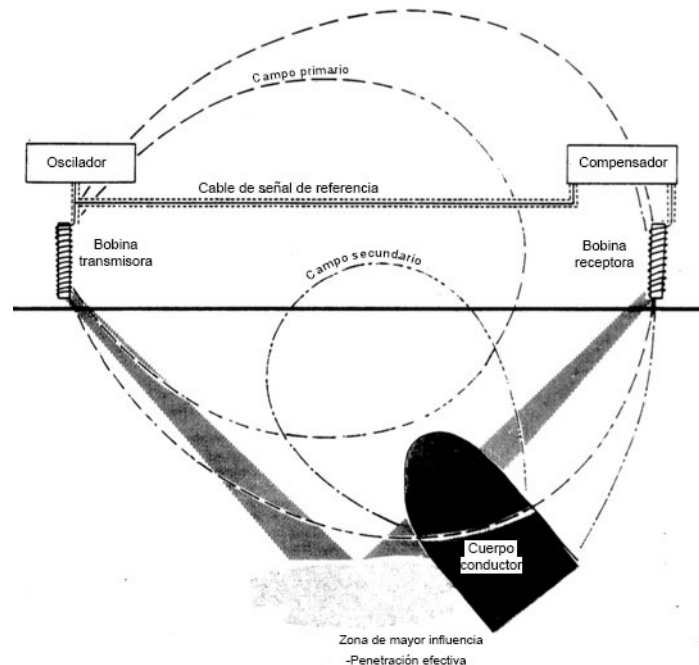 Campo primario
Oscilador
Compensador
Cable de señal de referencia
Bobina
transmisora
Bobina
receptora
Campo secundario
Cuerpo
conductor
Zona de mayor influencia
-Penetración efectiva